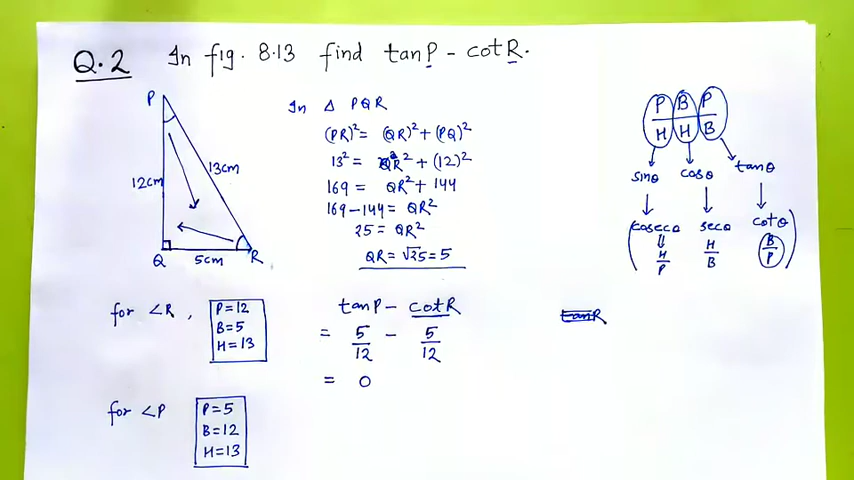 Q.2 In fig. 8.13 find tanP - cotR.
P
12cm
13cm
Q
5cm
R
In Δ PQR
(PR)² = (QR)² + (PQ)²
13² = QR² + (12)²
169 = QR² + 144
169 - 144 = QR²
25 = QR²
QR = √25 = 5
P B P
H H B
sinθ cosθ tanθ
cosecθ secθ cotθ
H/P H/B B/P
for ∠R,
P = 12
B = 5
H = 13
tanP - cotR
= 5/12 - 5/12
= 0
tanR
for ∠P
P = 5
B = 12
H = 13